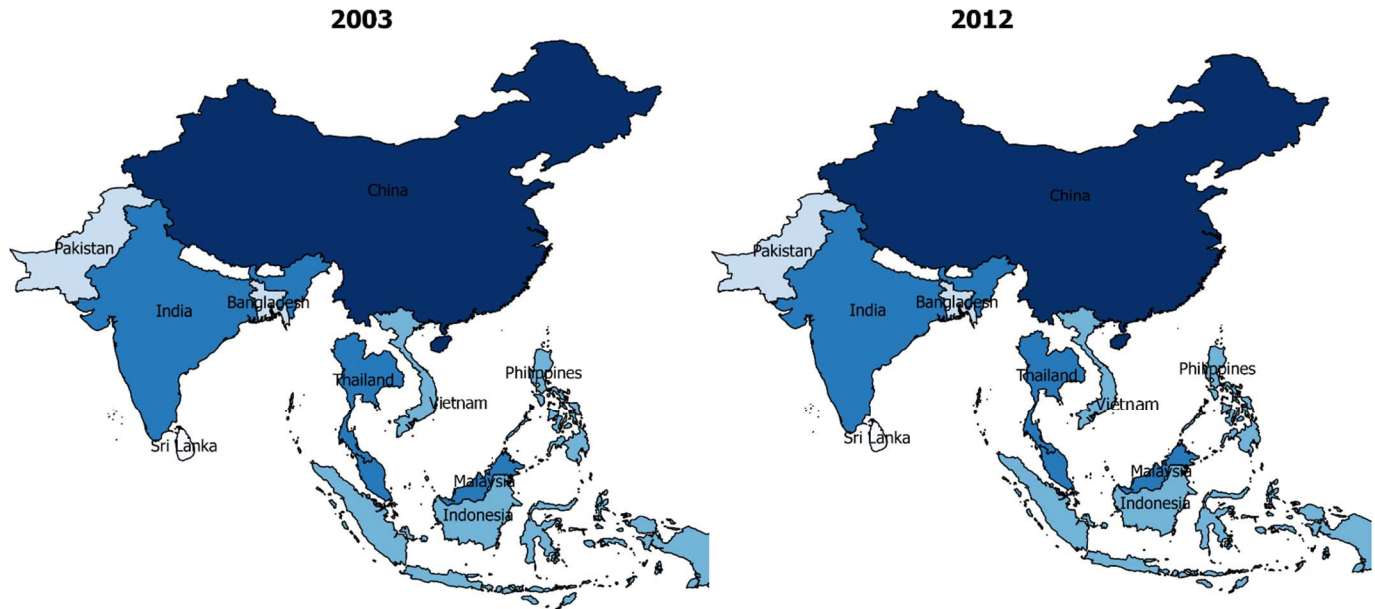 2003
China
Pakistan
India
Bangladesh
Thailand
Philippines
Vietnam
Sri Lanka
Malaysia
Indonesia
2012
China
Pakistan
India
Bangladesh
Thailand
Philippines
Vietnam
Sri Lanka
Malaysia
Indonesia